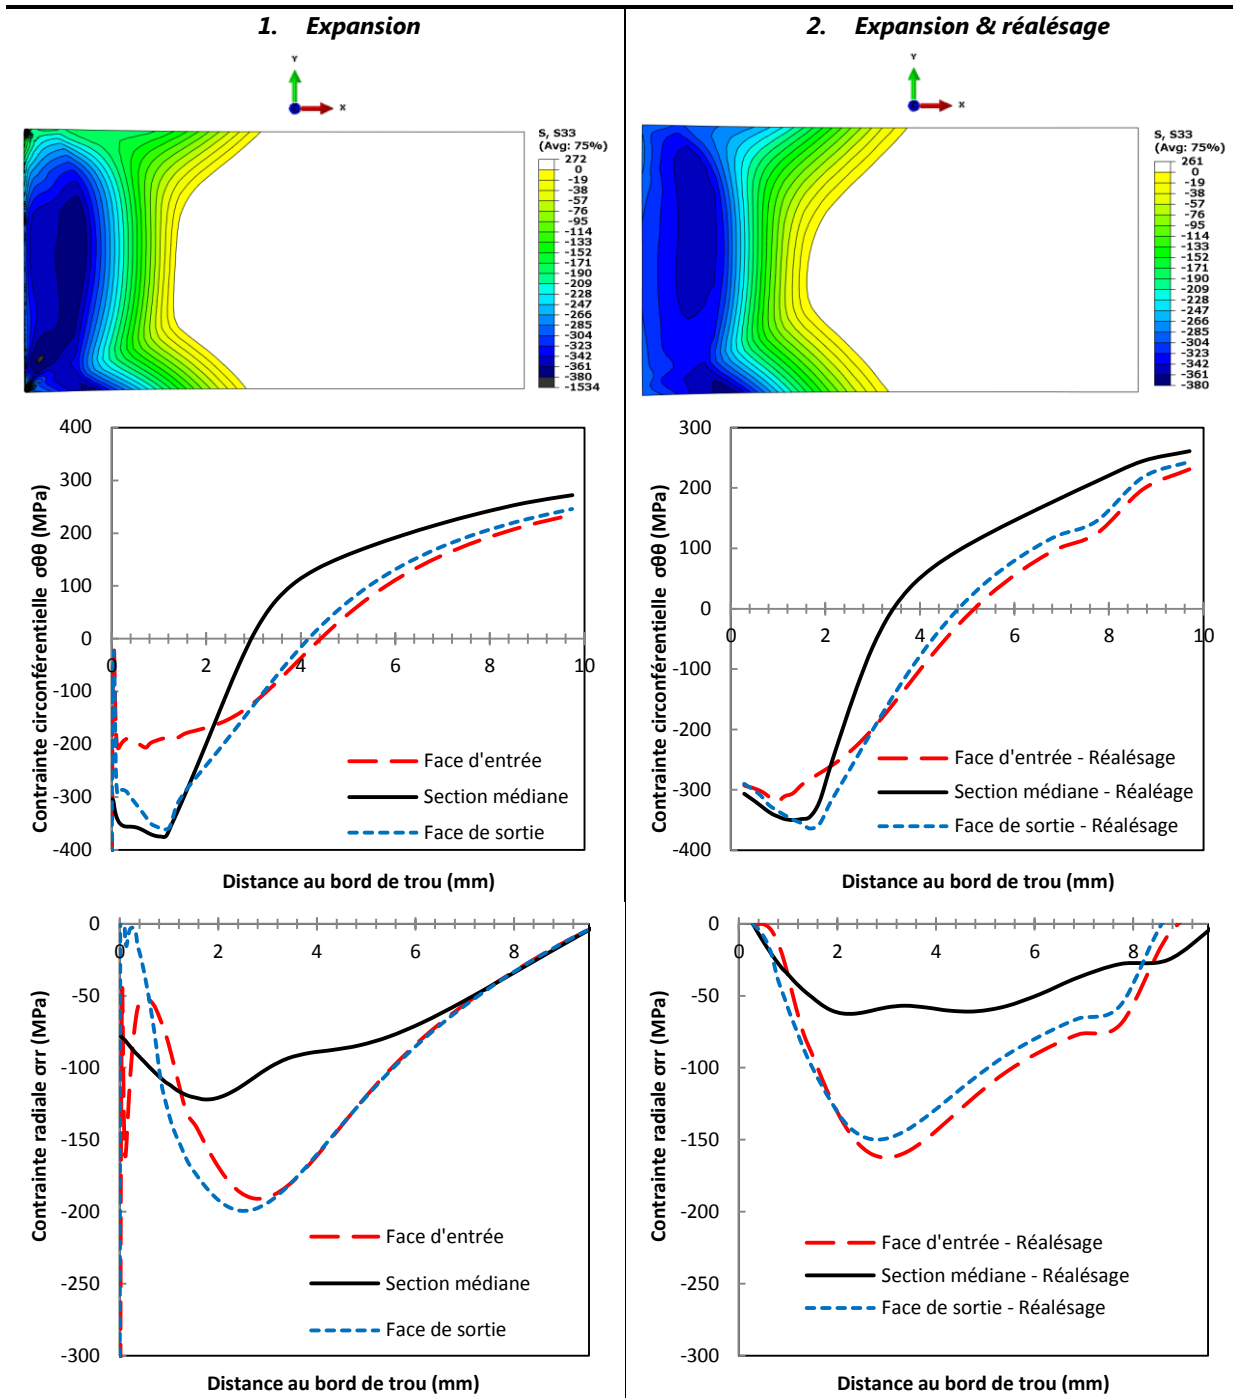 1. Expansion
2. Expansion & réalésage
Y
X
S, S33
(Avg: 75%)
272
0
-19
-38
-57
-76
-95
-114
-133
-152
-171
-190
-209
-228
-247
-266
-285
-304
-323
-342
-361
-380
-1534
Y
X
S, S33
(Avg: 75%)
261
0
-19
-38
-57
-76
-95
-114
-133
-152
-171
-190
-209
-228
-247
-266
-285
-304
-323
-342
-361
-380
Contrainte circonférentielle σθθ (MPa)
400
300
200
100
0
-100
-200
-300
-400
0 2 4 6 8 10
Face d'entrée
Section médiane
Face de sortie
Distance au bord de trou (mm)
Contrainte circonférentielle σθθ (MPa)
300
200
100
0
-100
-200
-300
-400
0 2 4 6 8 10
Face d'entrée - Réalésage
Section médiane - Réaléage
Face de sortie - Réalésage
Distance au bord de trou (mm)
Contrainte radiale σrr (MPa)
0
-50
-100
-150
-200
-250
-300
0 2 4 6 8
Face d'entrée
Section médiane
Face de sortie
Distance au bord de trou (mm)
Contrainte radiale σrr (MPa)
0
-50
-100
-150
-200
-250
-300
0 2 4 6 8
Face d'entrée - Réalésage
Section médiane - Réalésage
Face de sortie - Réalésage
Distance au bord de trou (mm)